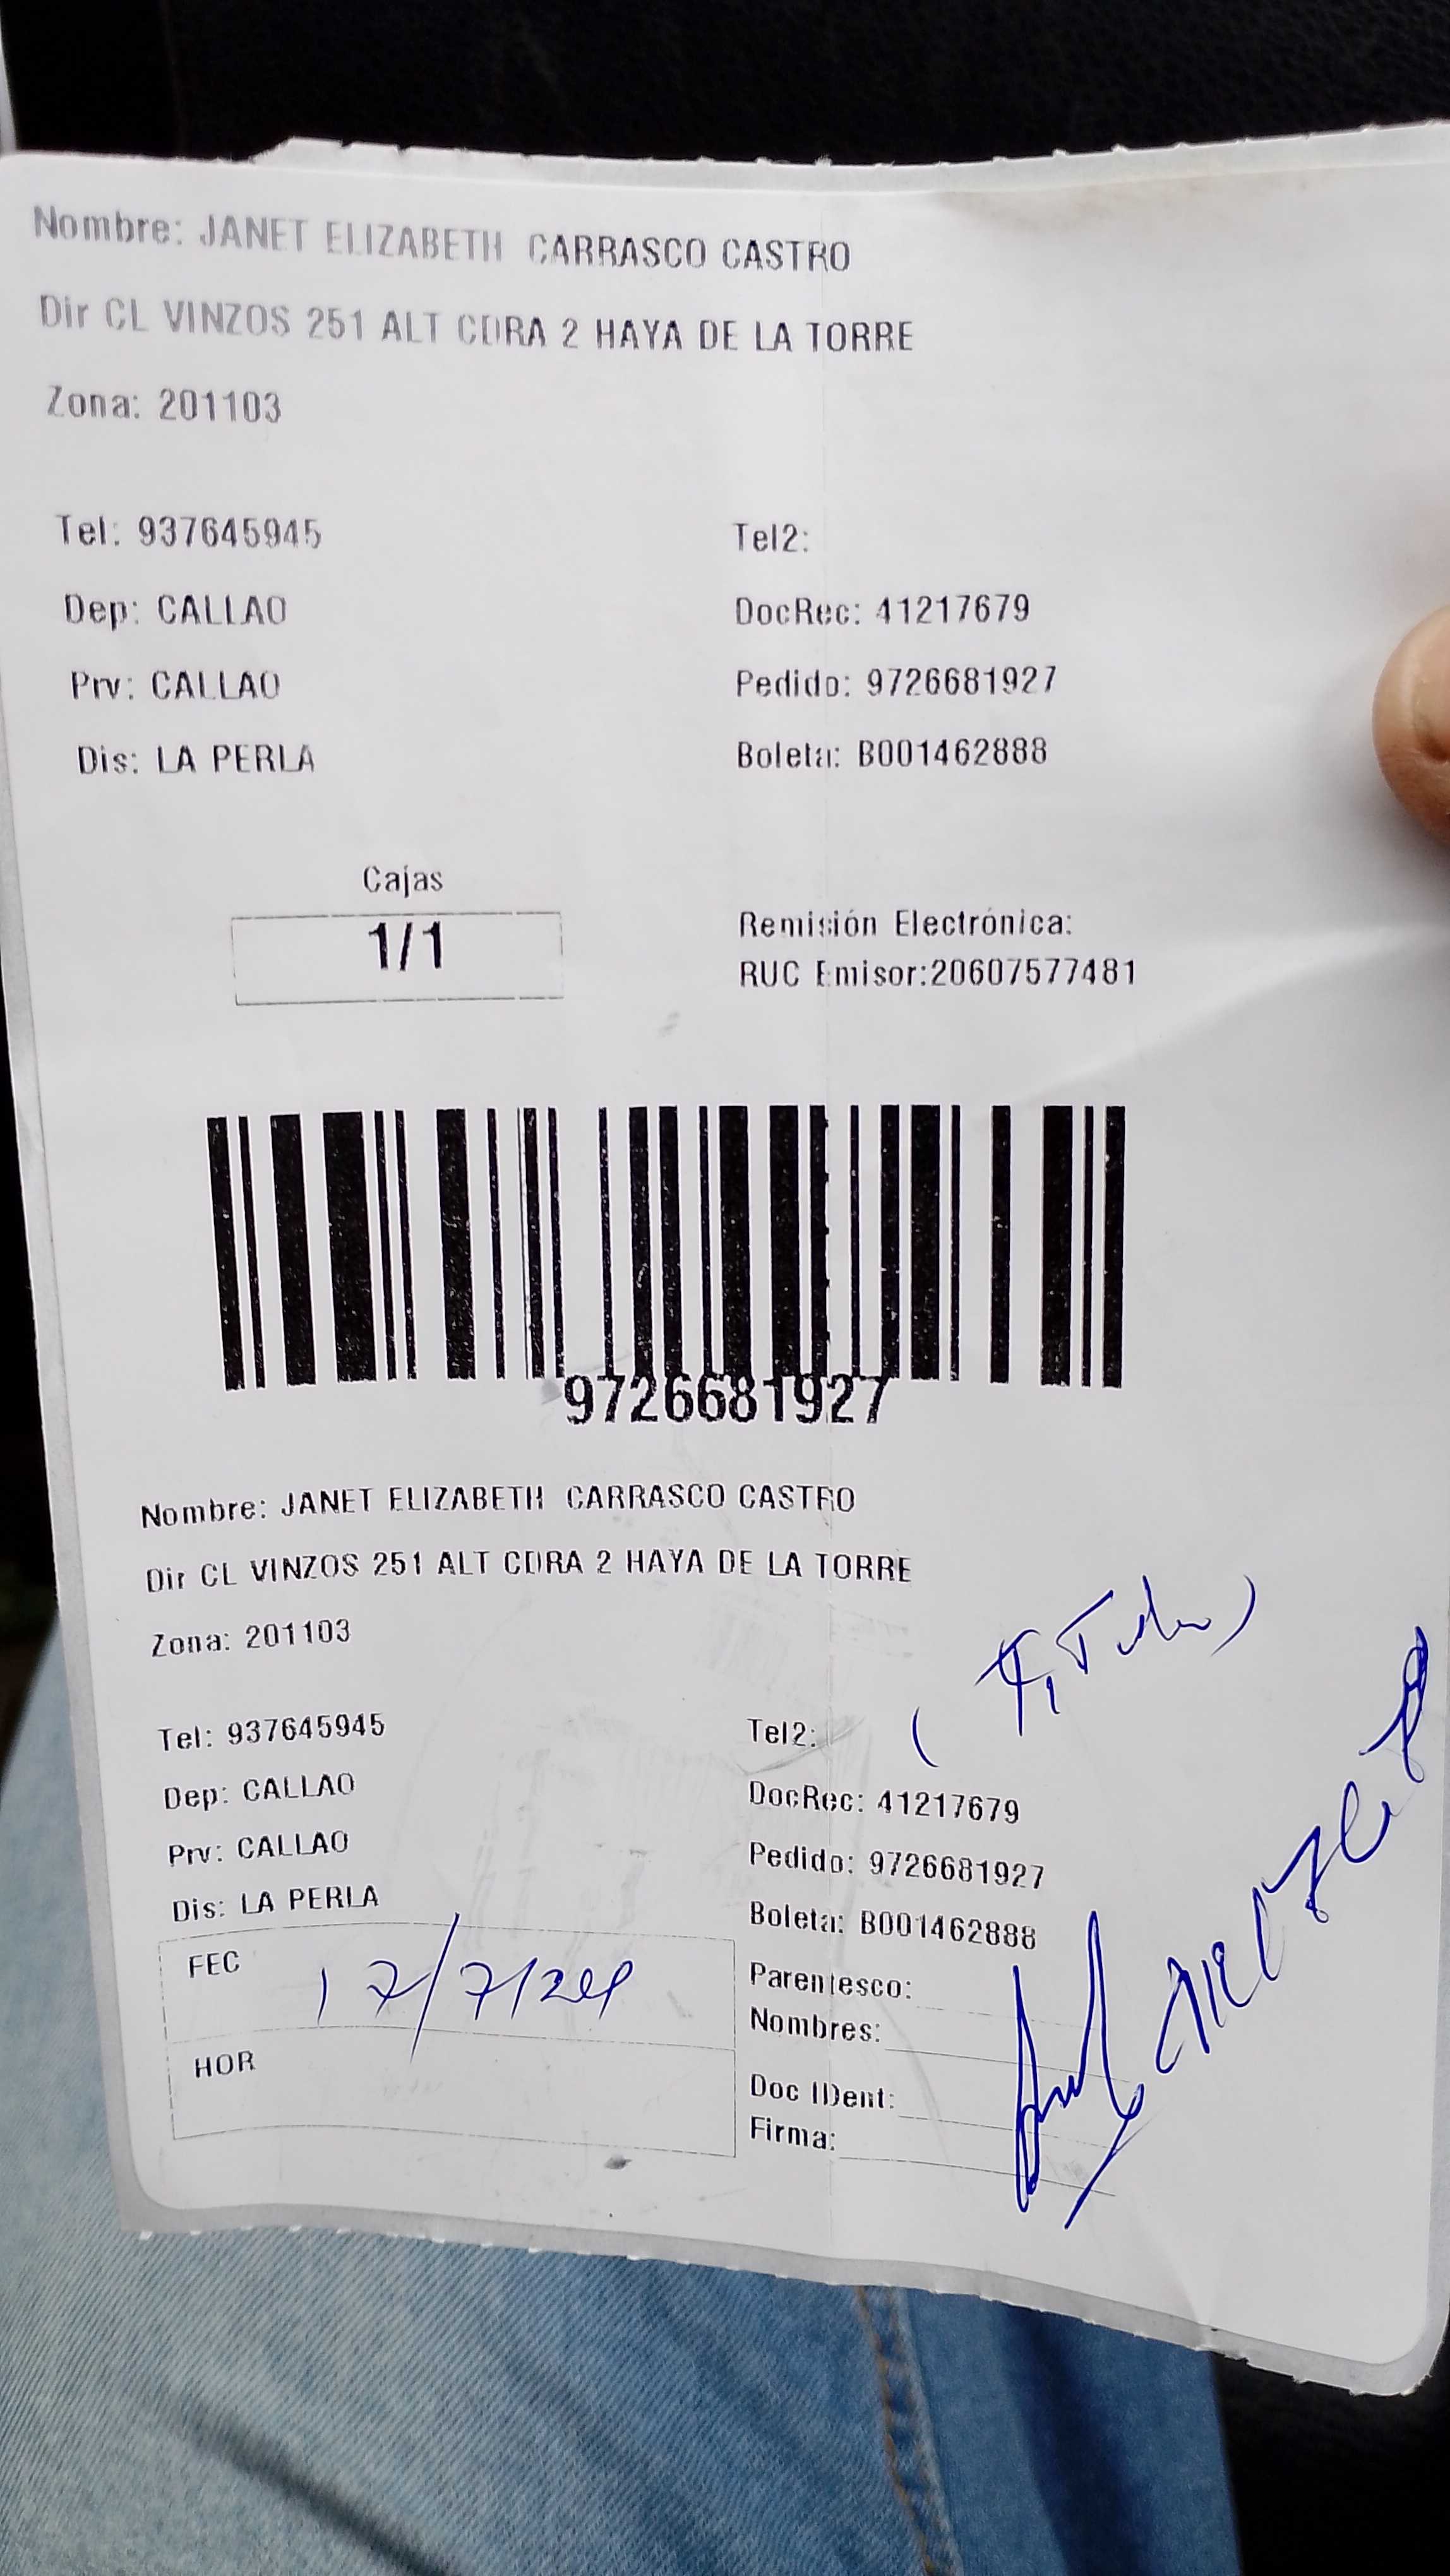 Nombre: JANET ELIZABETH CARRASCO CASTRO
Dir CL VINZOS 251 ALT CDRA 2 HAYA DE LA TORRE
Zona: 201103
Tel: 937645945
Tel2:
Dep: CALLAO
DocRec: 41217679
Prv: CALLAO
Pedido: 9726681927
Dis: LA PERLA
Boleta: B001462888
Cajas
1/1
Remisión Electrónica:
RUC Emisor:20607577481
9726681927
Nombre: JANET ELIZABETH CARRASCO CASTRO
Dir CL VINZOS 251 ALT CDRA 2 HAYA DE LA TORRE
Zona: 201103
Tel: 937645945
Tel2:
Dep: CALLAO
DocRec: 41217679
Prv: CALLAO
Pedido: 9726681927
Dis: LA PERLA
Boleta: B001462888
FEC 17/7/24
HOR
Parentesco:
Nombres:
Doc IDent:
Firma: